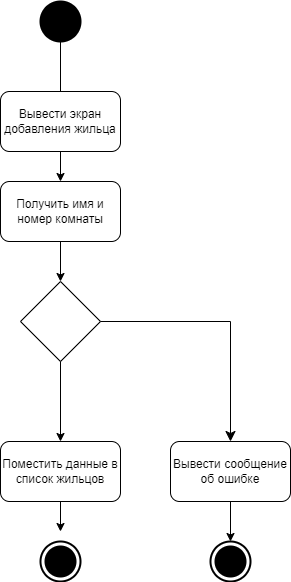 Вывести экран
добавления жильца
Получить имя и
номер комнаты
Поместить данные в
список жильцов
Вывести сообщение
об ошибке